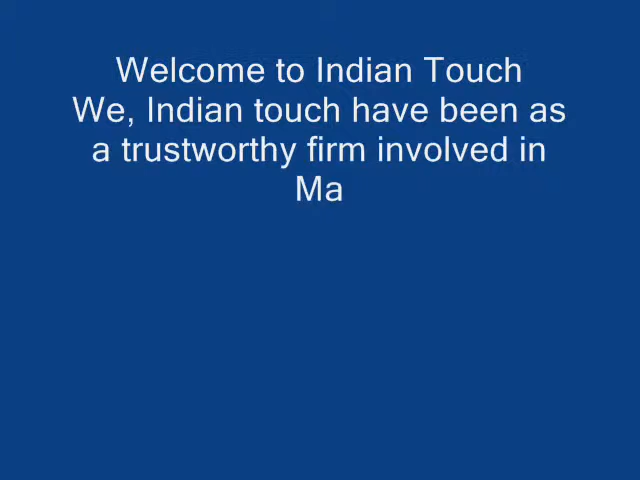 Welcome to Indian Touch
We, Indian touch have been as
a trustworthy firm involved in
Ma